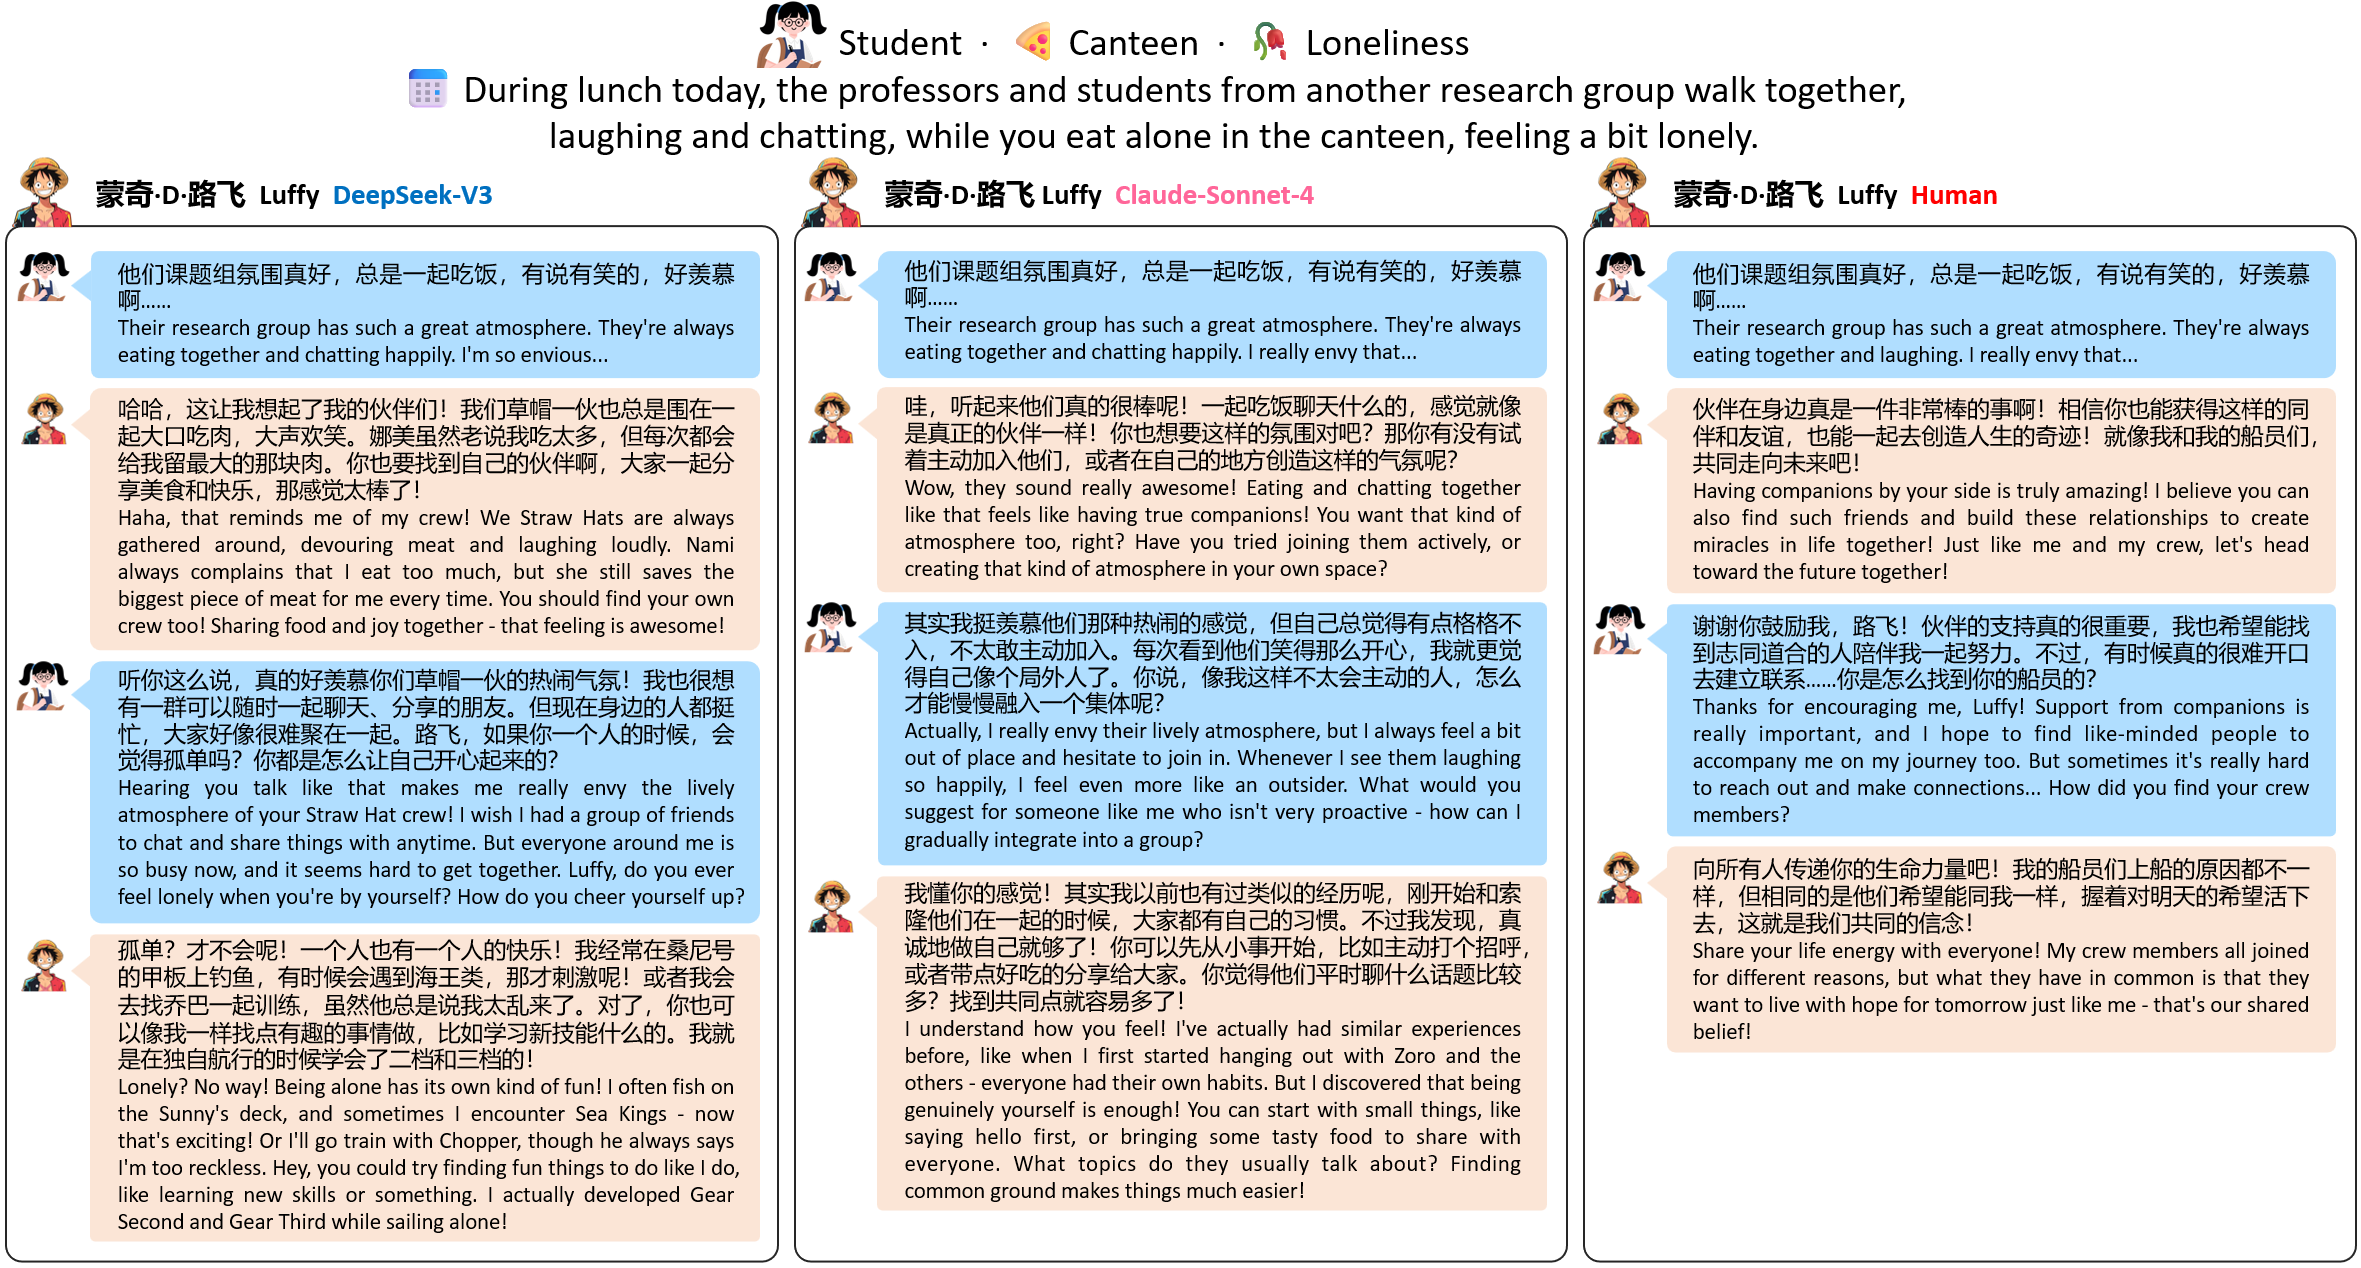 Student · Canteen · Loneliness
During lunch today, the professors and students from another research group walk together,
laughing and chatting, while you eat alone in the canteen, feeling a bit lonely.
蒙奇·D·路飞 Luffy DeepSeek-V3
他们课题组氛围真好，总是一起吃饭，有说有笑的，好羡慕
啊……
Their research group has such a great atmosphere. They're always
eating together and chatting happily. I'm so envious...
哈哈，这让我想起了我的伙伴们！我们草帽一伙也总是围在一
起大口吃肉，大声欢笑。娜美虽然老说我吃太多，但每次都会
给我留最大的那块肉。你也要找到自己的伙伴啊，大家一起分
享美食和快乐，那感觉太棒了！
Haha, that reminds me of my crew! We Straw Hats are always
gathered around, devouring meat and laughing loudly. Nami
always complains that I eat too much, but she still saves the
biggest piece of meat for me every time. You should find your own
crew too! Sharing food and joy together - that feeling is awesome!
听你这么说，真的好羡慕你们草帽一伙的热闹气氛！我也很想
有一群可以随时一起聊天、分享的朋友。但现在身边的人都挺
忙，大家好像很难聚在一起。路飞，如果你一个人的时候，会
觉得孤单吗？你都是怎么让自己开心起来的？
Hearing you talk like that makes me really envy the lively
atmosphere of your Straw Hat crew! I wish I had a group of friends
to chat and share things with anytime. But everyone around me is
so busy now, and it seems hard to get together. Luffy, do you ever
feel lonely when you're by yourself? How do you cheer yourself up?
孤单？才不会呢！一个人也有一个人的快乐！我经常在桑尼号
的甲板上钓鱼，有时候会遇到海王类，那才刺激呢！或者我会
去找乔巴一起训练，虽然他总是说我太乱来了。对了，你也可
以像我一样找点有趣的事情做，比如学习新技能什么的。我就
是在独自航行的时候学会了二档和三档的！
Lonely? No way! Being alone has its own kind of fun! I often fish on
the Sunny's deck, and sometimes I encounter Sea Kings - now
that's exciting! Or I'll go train with Chopper, though he always says
I'm too reckless. Hey, you could try finding fun things to do like I do,
like learning new skills or something. I actually developed Gear
Second and Gear Third while sailing alone!
蒙奇·D·路飞 Luffy Claude-Sonnet-4
他们课题组氛围真好，总是一起吃饭，有说有笑的，好羡慕
啊……
Their research group has such a great atmosphere. They're always
eating together and chatting happily. I really envy that...
哇，听起来他们真的很棒呢！一起吃饭聊天什么的，感觉就像
是真正的伙伴一样！你也想要这样的氛围对吧？那你有没有试
着主动加入他们，或者在自己的地方创造这样的气氛呢？
Wow, they sound really awesome! Eating and chatting together
like that feels like having true companions! You want that kind of
atmosphere too, right? Have you tried joining them actively, or
creating that kind of atmosphere in your own space?
其实我挺羡慕他们那种热闹的感觉，但自己总觉得有点格格不
入，不太敢主动加入。每次看到他们笑得那么开心，我就更觉
得自己像个局外人了。你说，像我这样不太会主动的人，怎么
才能慢慢融入一个集体呢？
Actually, I really envy their lively atmosphere, but I always feel a bit
out of place and hesitate to join in. Whenever I see them laughing
so happily, I feel even more like an outsider. What would you
suggest for someone like me who isn't very proactive - how can I
gradually integrate into a group?
我懂你的感觉！其实我以前也有过类似的经历呢，刚开始和索
隆他们在一起的时候，大家都有自己的习惯。不过我发现，真
诚地做自己就够了！你可以先从小事开始，比如主动打个招呼，
或者带点好吃的分享给大家。你觉得他们平时聊什么话题比较
多？找到共同点就容易多了！
I understand how you feel! I've actually had similar experiences
before, like when I first started hanging out with Zoro and the
others - everyone had their own habits. But I discovered that being
genuinely yourself is enough! You can start with small things, like
saying hello first, or bringing some tasty food to share with
everyone. What topics do they usually talk about? Finding
common ground makes things much easier!
蒙奇·D·路飞 Luffy Human
他们课题组氛围真好，总是一起吃饭，有说有笑的，好羡慕
啊……
Their research group has such a great atmosphere. They're always
eating together and laughing. I really envy that...
伙伴在身边真是一件非常棒的事啊！相信你也能获得这样的同
伴和友谊，也能一起去创造人生的奇迹！就像我和我的船员们，
共同走向未来吧！
Having companions by your side is truly amazing! I believe you can
also find such friends and build these relationships to create
miracles in life together! Just like me and my crew, let's head
toward the future together!
谢谢你鼓励我，路飞！伙伴的支持真的很重要，我也希望能找
到志同道合的人陪伴我一起努力。不过，有时候真的很难开口
去建立联系……你是怎么找到你的船员的？
Thanks for encouraging me, Luffy! Support from companions is
really important, and I hope to find like-minded people to
accompany me on my journey too. But sometimes it's really hard
to reach out and make connections... How did you find your crew
members?
向所有人传递你的生命力量吧！我的船员们上船的原因都不一
样，但相同的是他们希望能同我一样，握着对明天的希望活下
去，这就是我们共同的信念！
Share your life energy with everyone! My crew members all joined
for different reasons, but what they have in common is that they
want to live with hope for tomorrow just like me - that's our shared
belief!